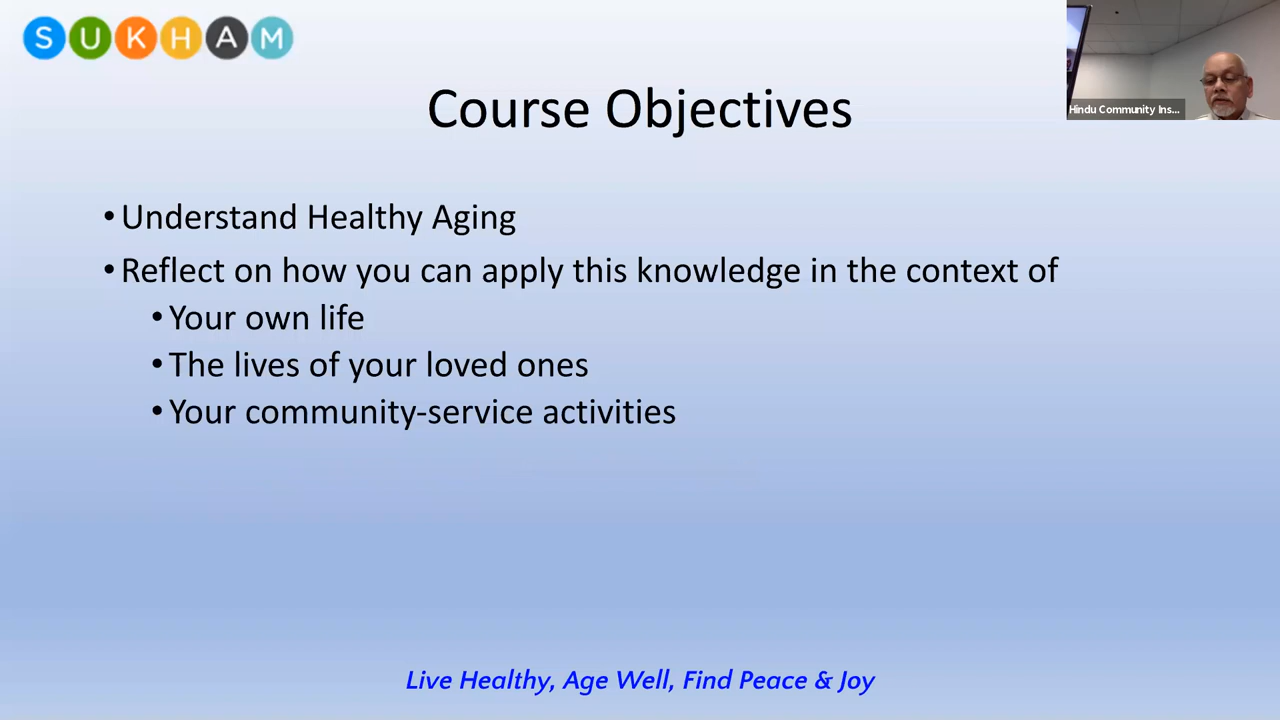 SUKHAM
Hindu Community Ins...
Course Objectives
• Understand Healthy Aging
• Reflect on how you can apply this knowledge in the context of
• Your own life
• The lives of your loved ones
• Your community-service activities
Live Healthy, Age Well, Find Peace & Joy